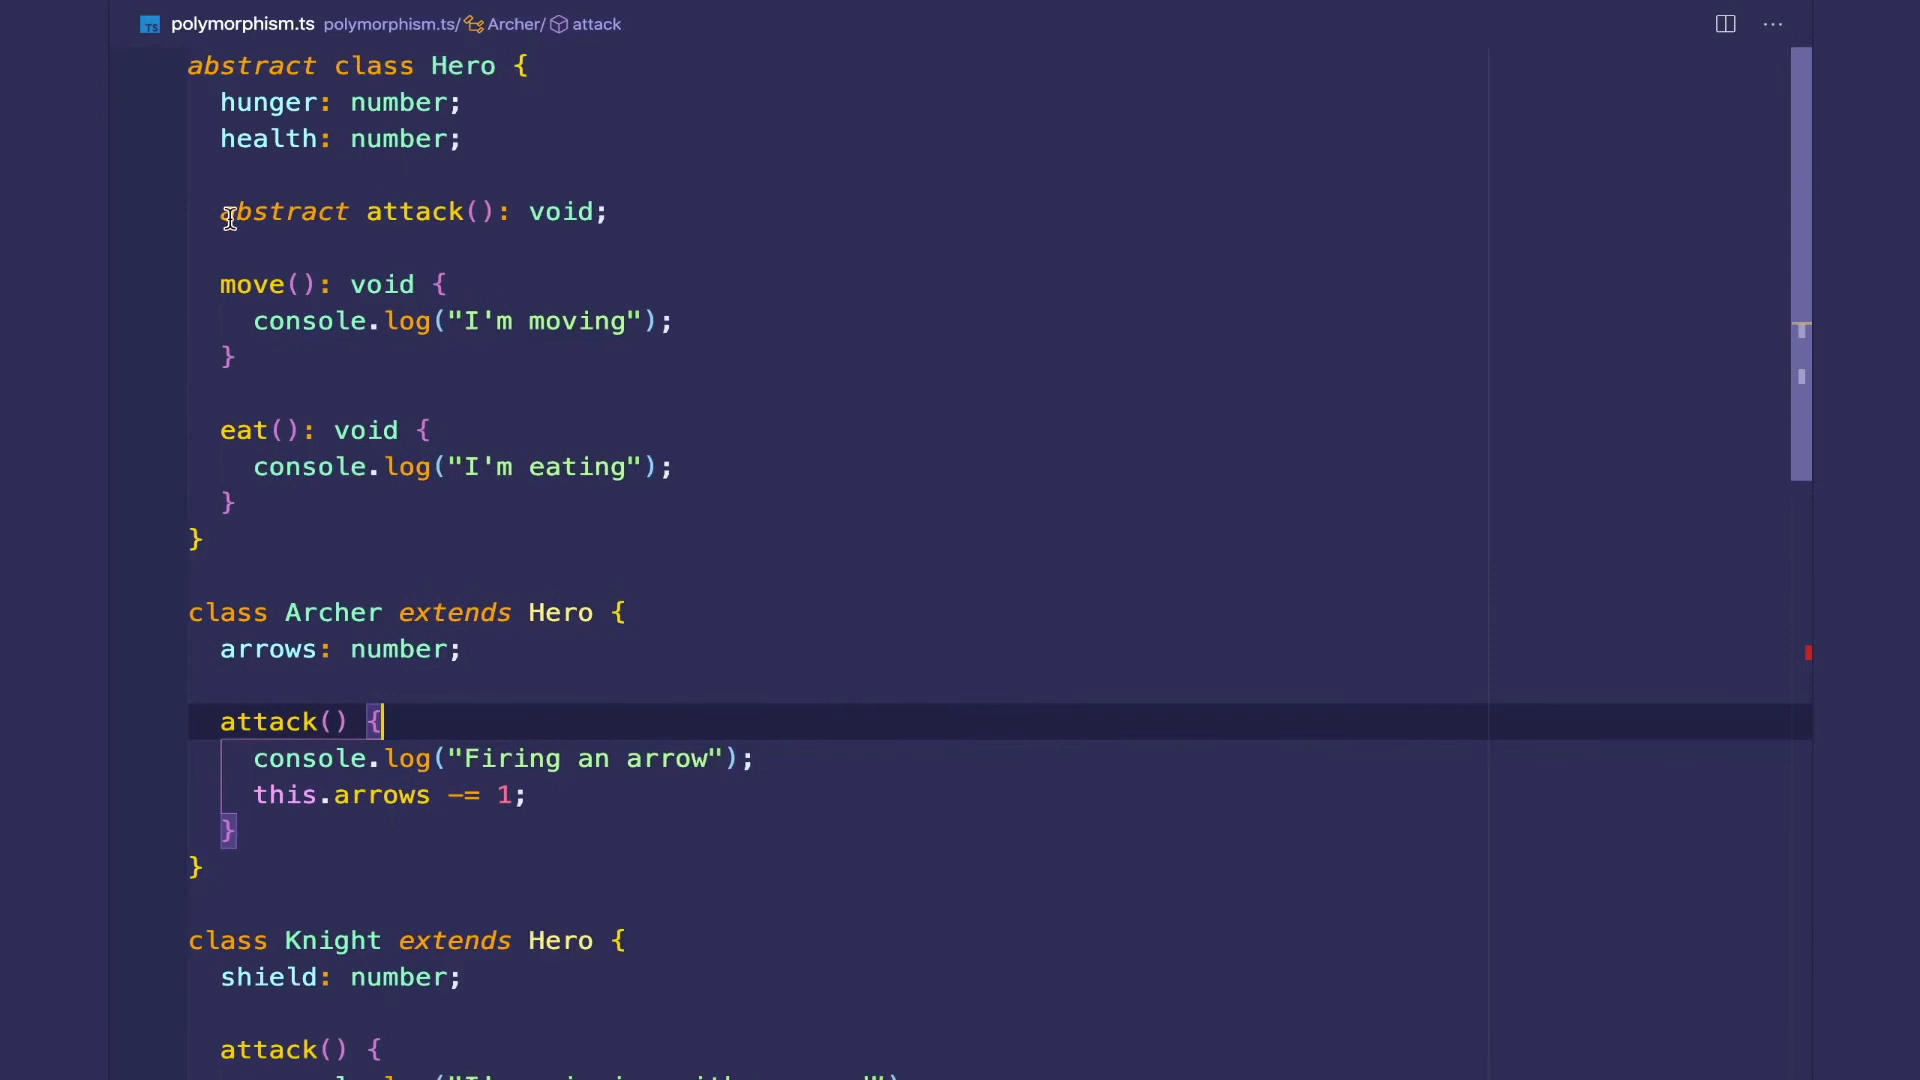 TS polymorphism.ts polymorphism.ts/ Archer/ attack ...
abstract class Hero {
  hunger: number;
  health: number;

  abstract attack(): void;

  move(): void {
    console.log("I'm moving");
  }

  eat(): void {
    console.log("I'm eating");
  }
}

class Archer extends Hero {
  arrows: number;

  attack() {
    console.log("Firing an arrow");
    this.arrows -= 1;
  }
}

class Knight extends Hero {
  shield: number;

  attack() {